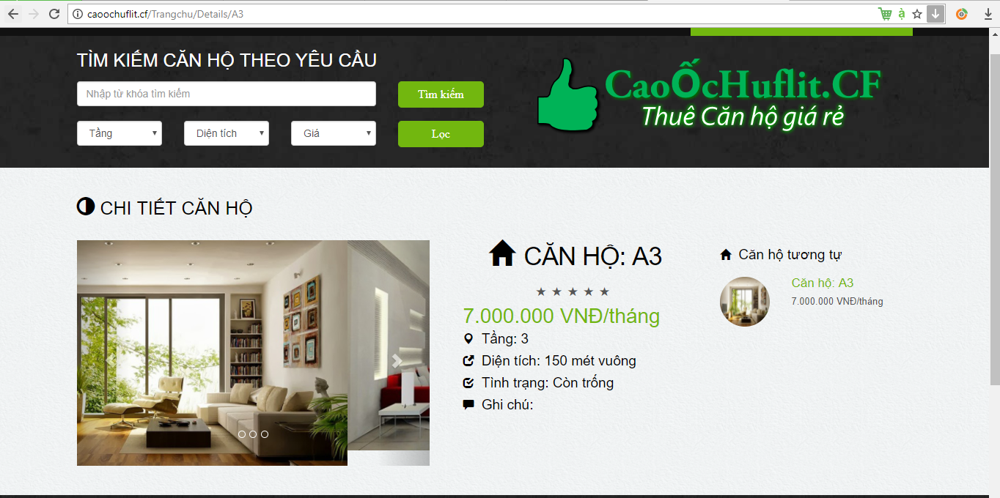 caoochuflit.cf/Trangchu/Details/A3
TÌM KIẾM CĂN HỘ THEO YÊU CẦU
Nhập từ khóa tìm kiếm
Tìm kiếm
Tầng
Diện tích
Giá
Lọc
CaoỐcHuflit.CF
Thuê Căn hộ giá rẻ
CHI TIẾT CĂN HỘ
CĂN HỘ: A3
7.000.000 VNĐ/tháng
Tầng: 3
Diện tích: 150 mét vuông
Tình trạng: Còn trống
Ghi chú:
Căn hộ tương tự
Căn hộ: A3
7.000.000 VNĐ/tháng